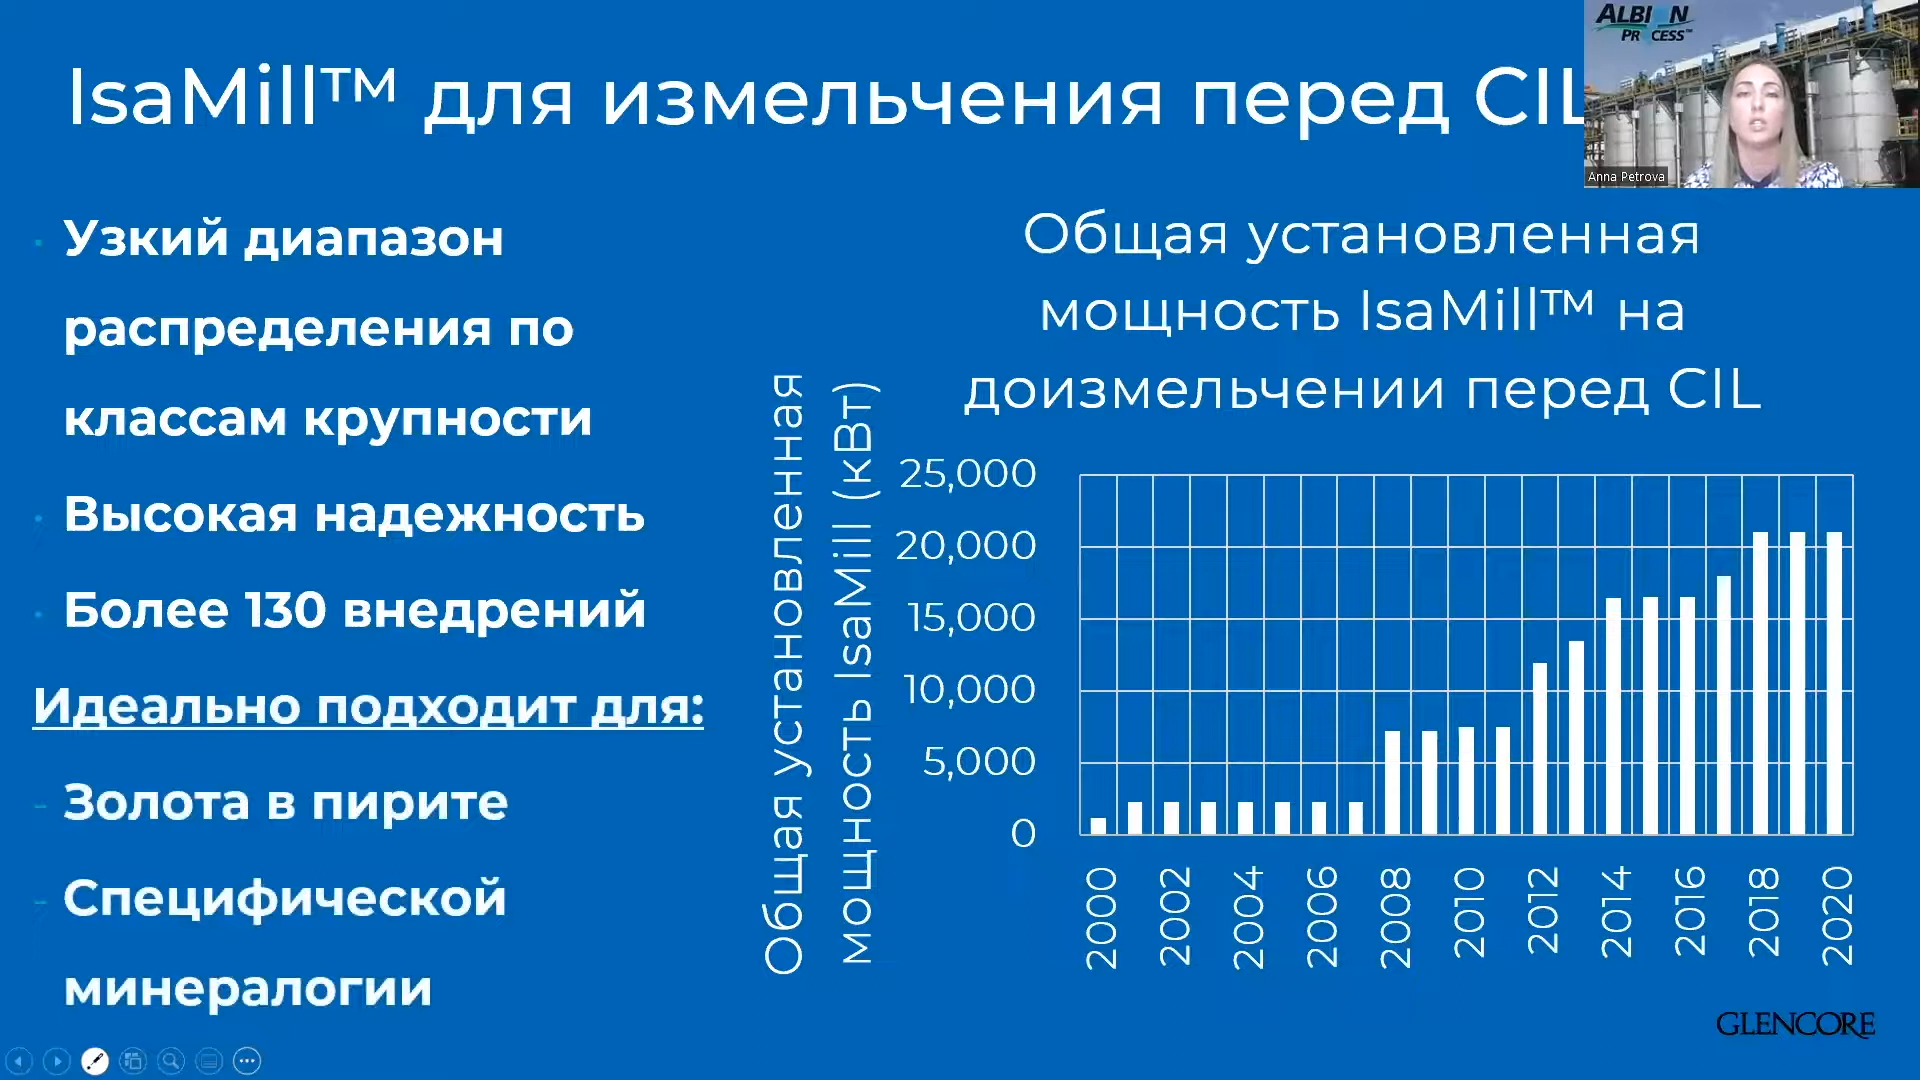 IsaMill™ для измельчения перед CIL
ALBION
PROCESS™
Anna Petrova
· Узкий диапазон
распределения по
классам крупности
· Высокая надежность
· Более 130 внедрений
Идеально подходит для:
- Золота в пирите
- Специфической
минералогии
Общая установленная
мощность IsaMill™ на
доизмельчении перед CIL
Общая установленная
мощность IsaMill (кВт)
25,000
20,000
15,000
10,000
5,000
0
2000 2002 2004 2006 2008 2010 2012 2014 2016 2018 2020
GLENCORE